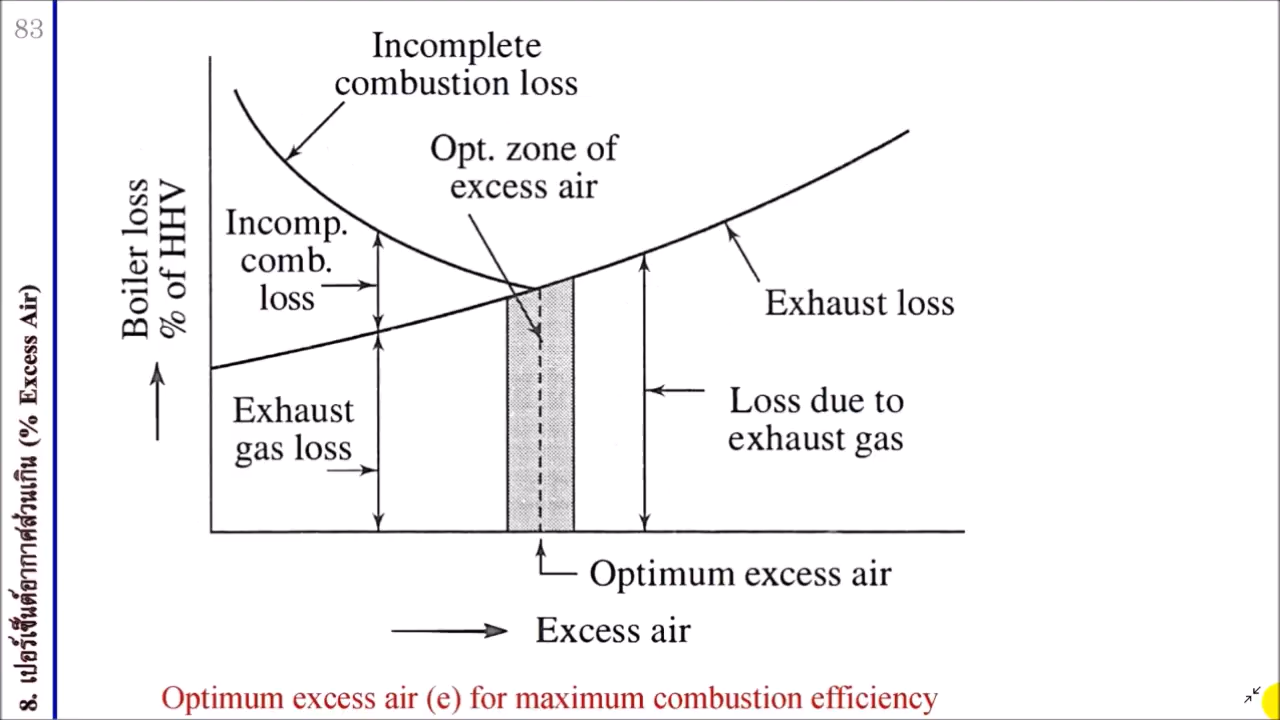 83
8. เปอร์เซ็นต์อากาศส่วนเกิน (% Excess Air)
Incomplete
combustion loss
Opt. zone of
excess air
Boiler loss
% of HHV
Incomp.
comb.
loss
Exhaust loss
Exhaust
gas loss
Loss due to
exhaust gas
Optimum excess air
Excess air
Optimum excess air (e) for maximum combustion efficiency